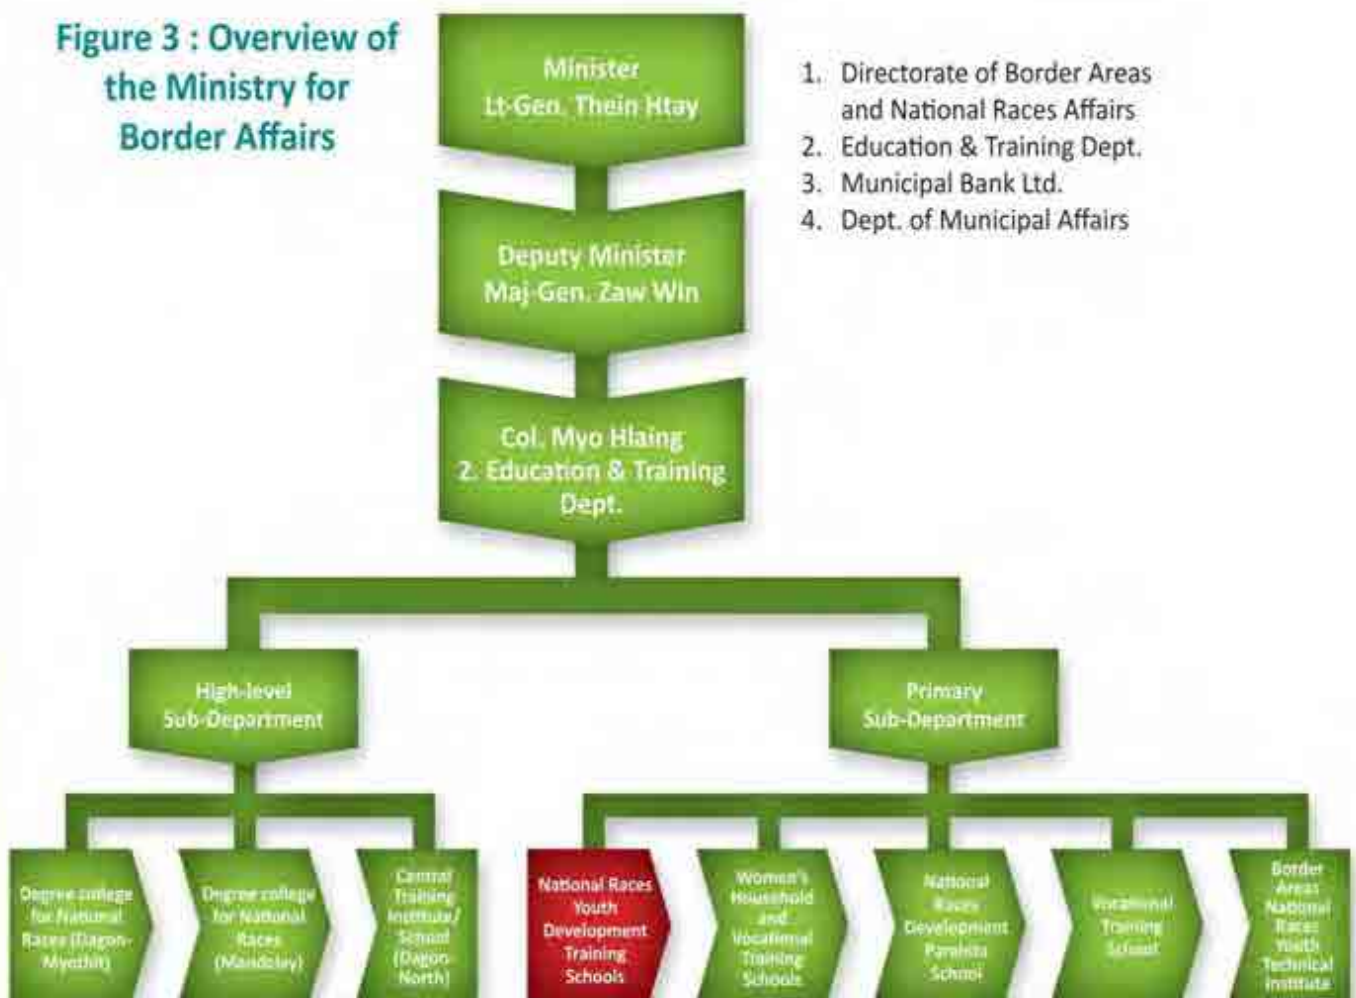 Figure 3 : Overview of
the Ministry for
Border Affairs
Minister
Lt-Gen. Thein Htay
1. Directorate of Border Areas
and National Races Affairs
2. Education & Training Dept.
3. Municipal Bank Ltd.
4. Dept. of Municipal Affairs
Deputy Minister
Maj-Gen. Zaw Win
Col. Myo Hlaing
2. Education & Training
Dept.
High-level
Sub-Department
Primary
Sub-Department
Degree college
for National
Races (Dagon-
Myothit)
Degree college
for National
Races
(Mandalay)
Central
Training
Institute/
School
(Dagon-
North)
National Races
Youth
Development
Training
Schools
Women's
Household
and
Vocational
Training
Schools
National
Races
Development
Parahita
School
Vocational
Training
School
Border
Areas
National
Races
Youth
Technical
Institute